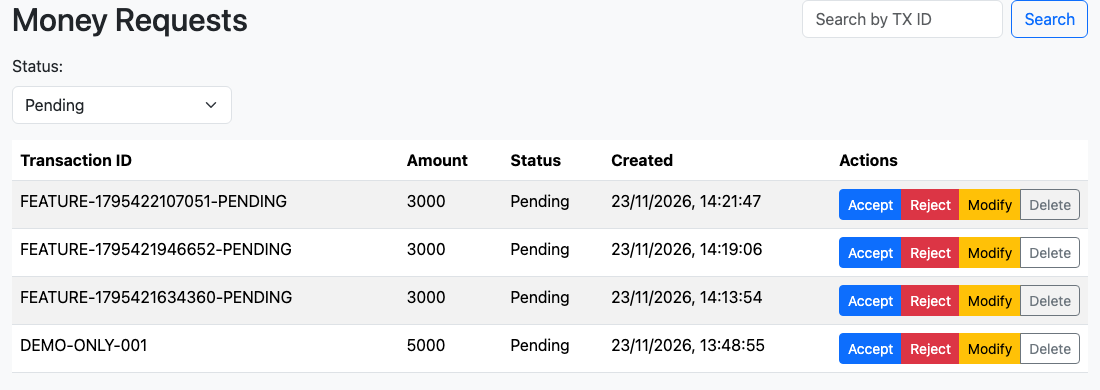 Money Requests Search by TX ID Search
Status:
Pending
Transaction ID Amount Status Created Actions
FEATURE-1795422107051-PENDING 3000 Pending 23/11/2026, 14:21:47 Accept Reject Modify Delete
FEATURE-1795421946652-PENDING 3000 Pending 23/11/2026, 14:19:06 Accept Reject Modify Delete
FEATURE-1795421634360-PENDING 3000 Pending 23/11/2026, 14:13:54 Accept Reject Modify Delete
DEMO-ONLY-001 5000 Pending 23/11/2026, 13:48:55 Accept Reject Modify Delete